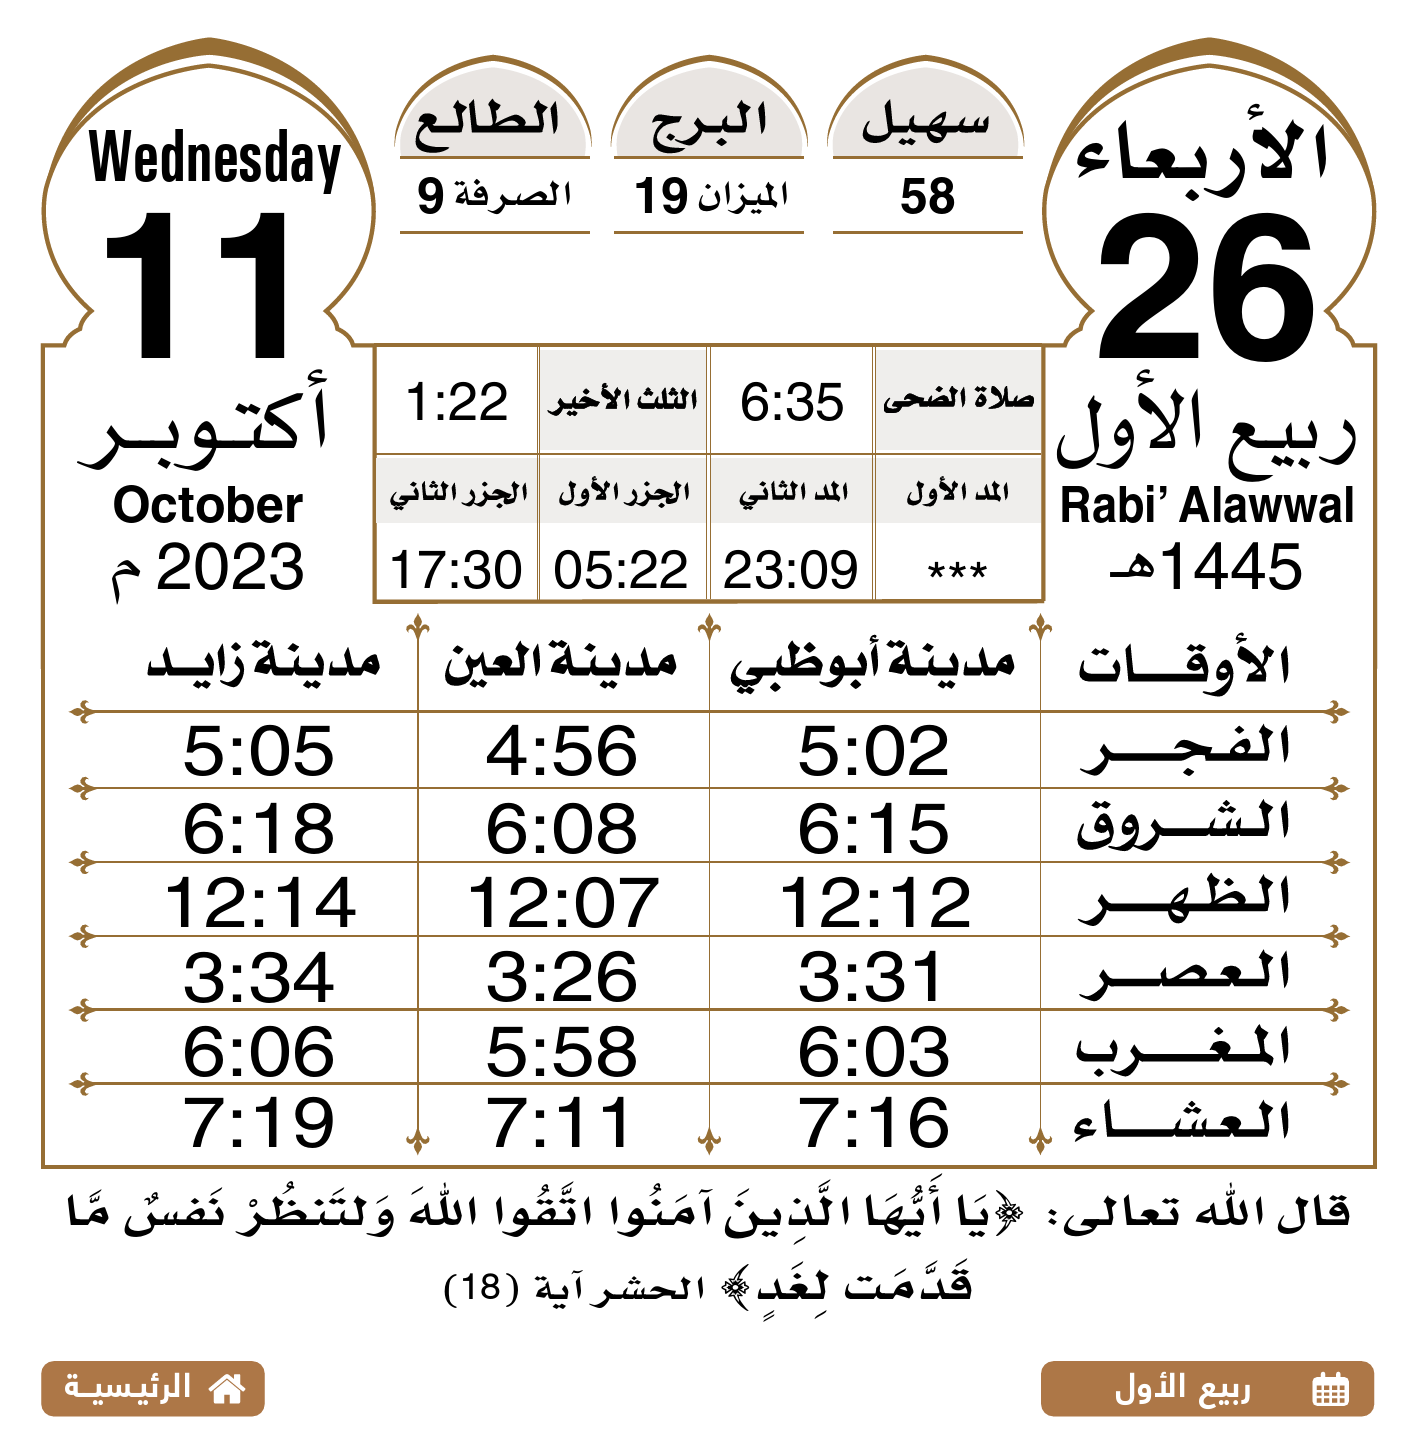 الأربعاء
26
ربيع الأول
Rabi’ Alawwal
1445هـ
سهيل
58
البرج
الميزان 19
الطالع
الصرفة 9
Wednesday
11
أكتوبر
October
2023 م
صلاة الضحى 6:35 الثلث الأخير 1:22
المد الأول المد الثاني الجزر الأول الجزر الثاني
*** 23:09 05:22 17:30
الأوقات مدينة أبوظبي مدينة العين مدينة زايد
الفجر 5:02 4:56 5:05
الشروق 6:15 6:08 6:18
الظهر 12:12 12:07 12:14
العصر 3:31 3:26 3:34
المغرب 6:03 5:58 6:06
العشاء 7:16 7:11 7:19
قال الله تعالى: ﴿يَا أَيُّهَا الَّذِينَ آمَنُوا اتَّقُوا اللهَ وَلتَنظُرْ نَفسٌ مَّا
قَدَّمَت لِغَدٍ﴾ الحشر آية (18)
ربيع الأول
الرئيسية